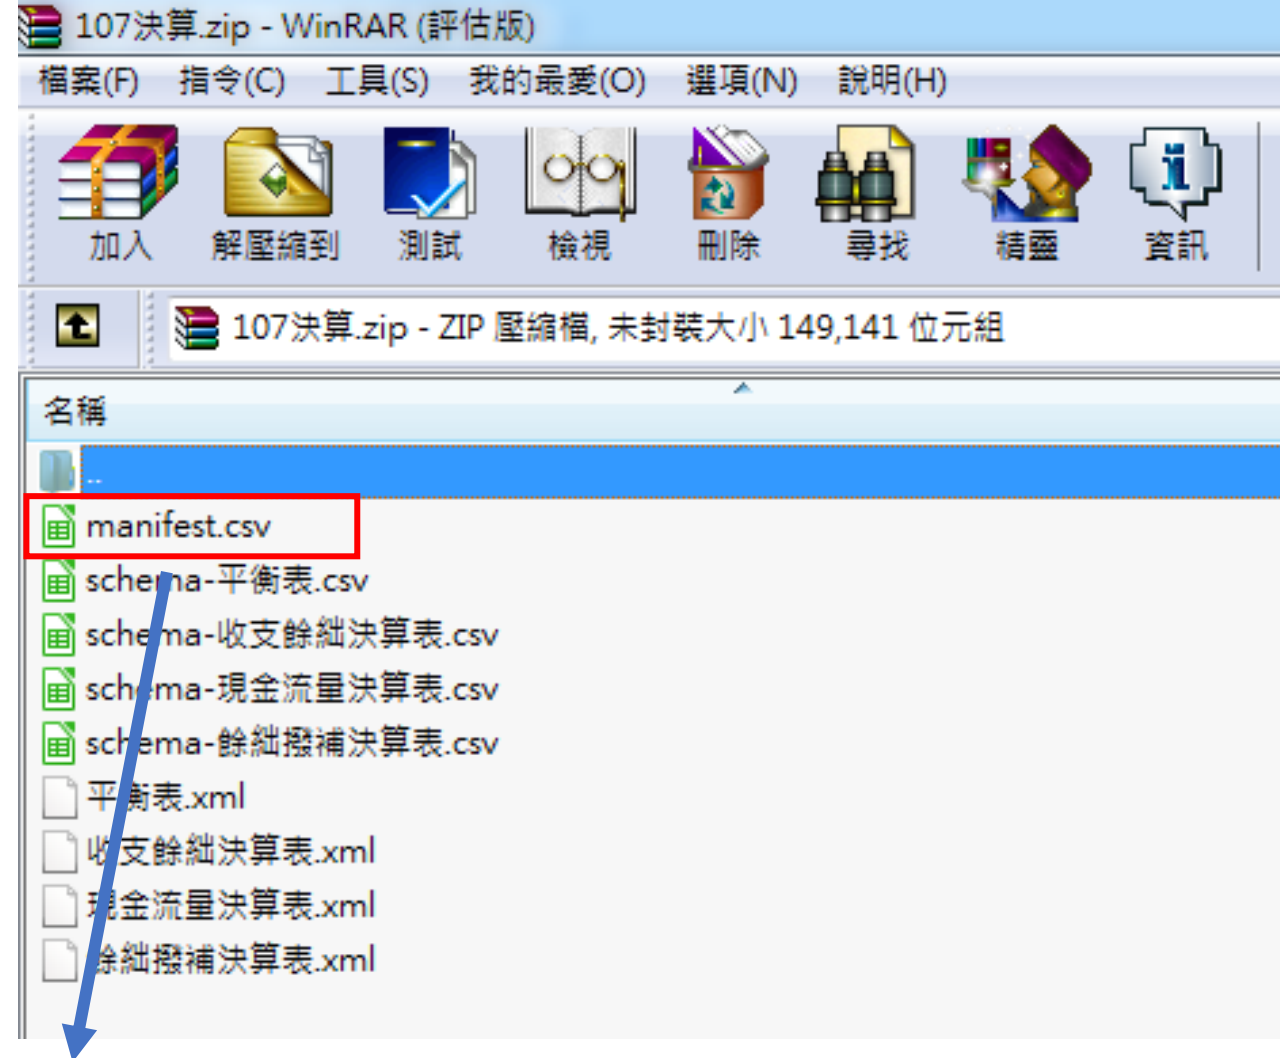 107決算.zip - WinRAR (評估版)
檔案(F) 指令(C) 工具(S) 我的最愛(O) 選項(N) 說明(H)
加入 解壓縮到 測試 檢視 刪除 尋找 精靈 資訊
107決算.zip - ZIP 壓縮檔, 未封裝大小 149,141 位元組
名稱
..
manifest.csv
schema-平衡表.csv
schema-收支餘絀決算表.csv
schema-現金流量決算表.csv
schema-餘絀撥補決算表.csv
平衡表.xml
收支餘絀決算表.xml
現金流量決算表.xml
餘絀撥補決算表.xml